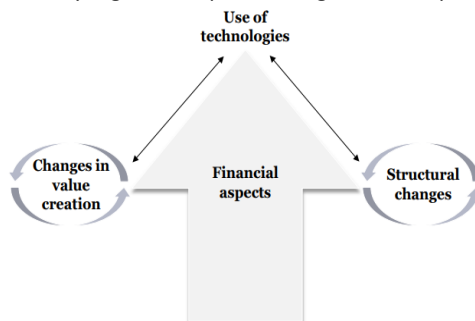 Use of
technologies
Changes in
value
creation
Financial
aspects
Structural
changes